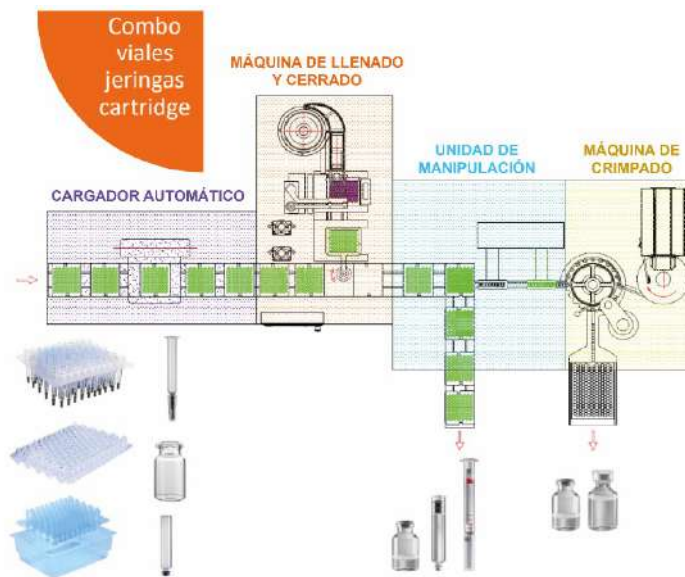 Combo
viales
jeringas
cartridge
MÁQUINA DE LLENADO
Y CERRADO
UNIDAD DE
MANIPULACIÓN
MÁQUINA DE
CRIMPADO
CARGADOR AUTOMÁTICO